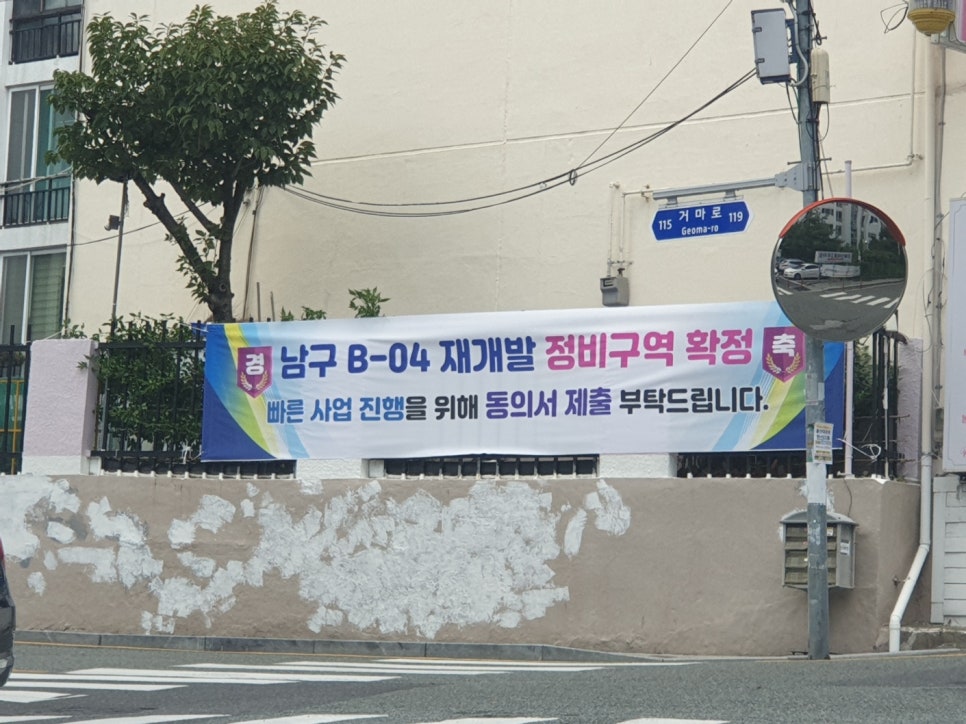 115 거마로 119
Geoma-ro
경 남구 B-04 재개발 정비구역 확정 축
빠른 사업 진행을 위해 동의서 제출 부탁드립니다.